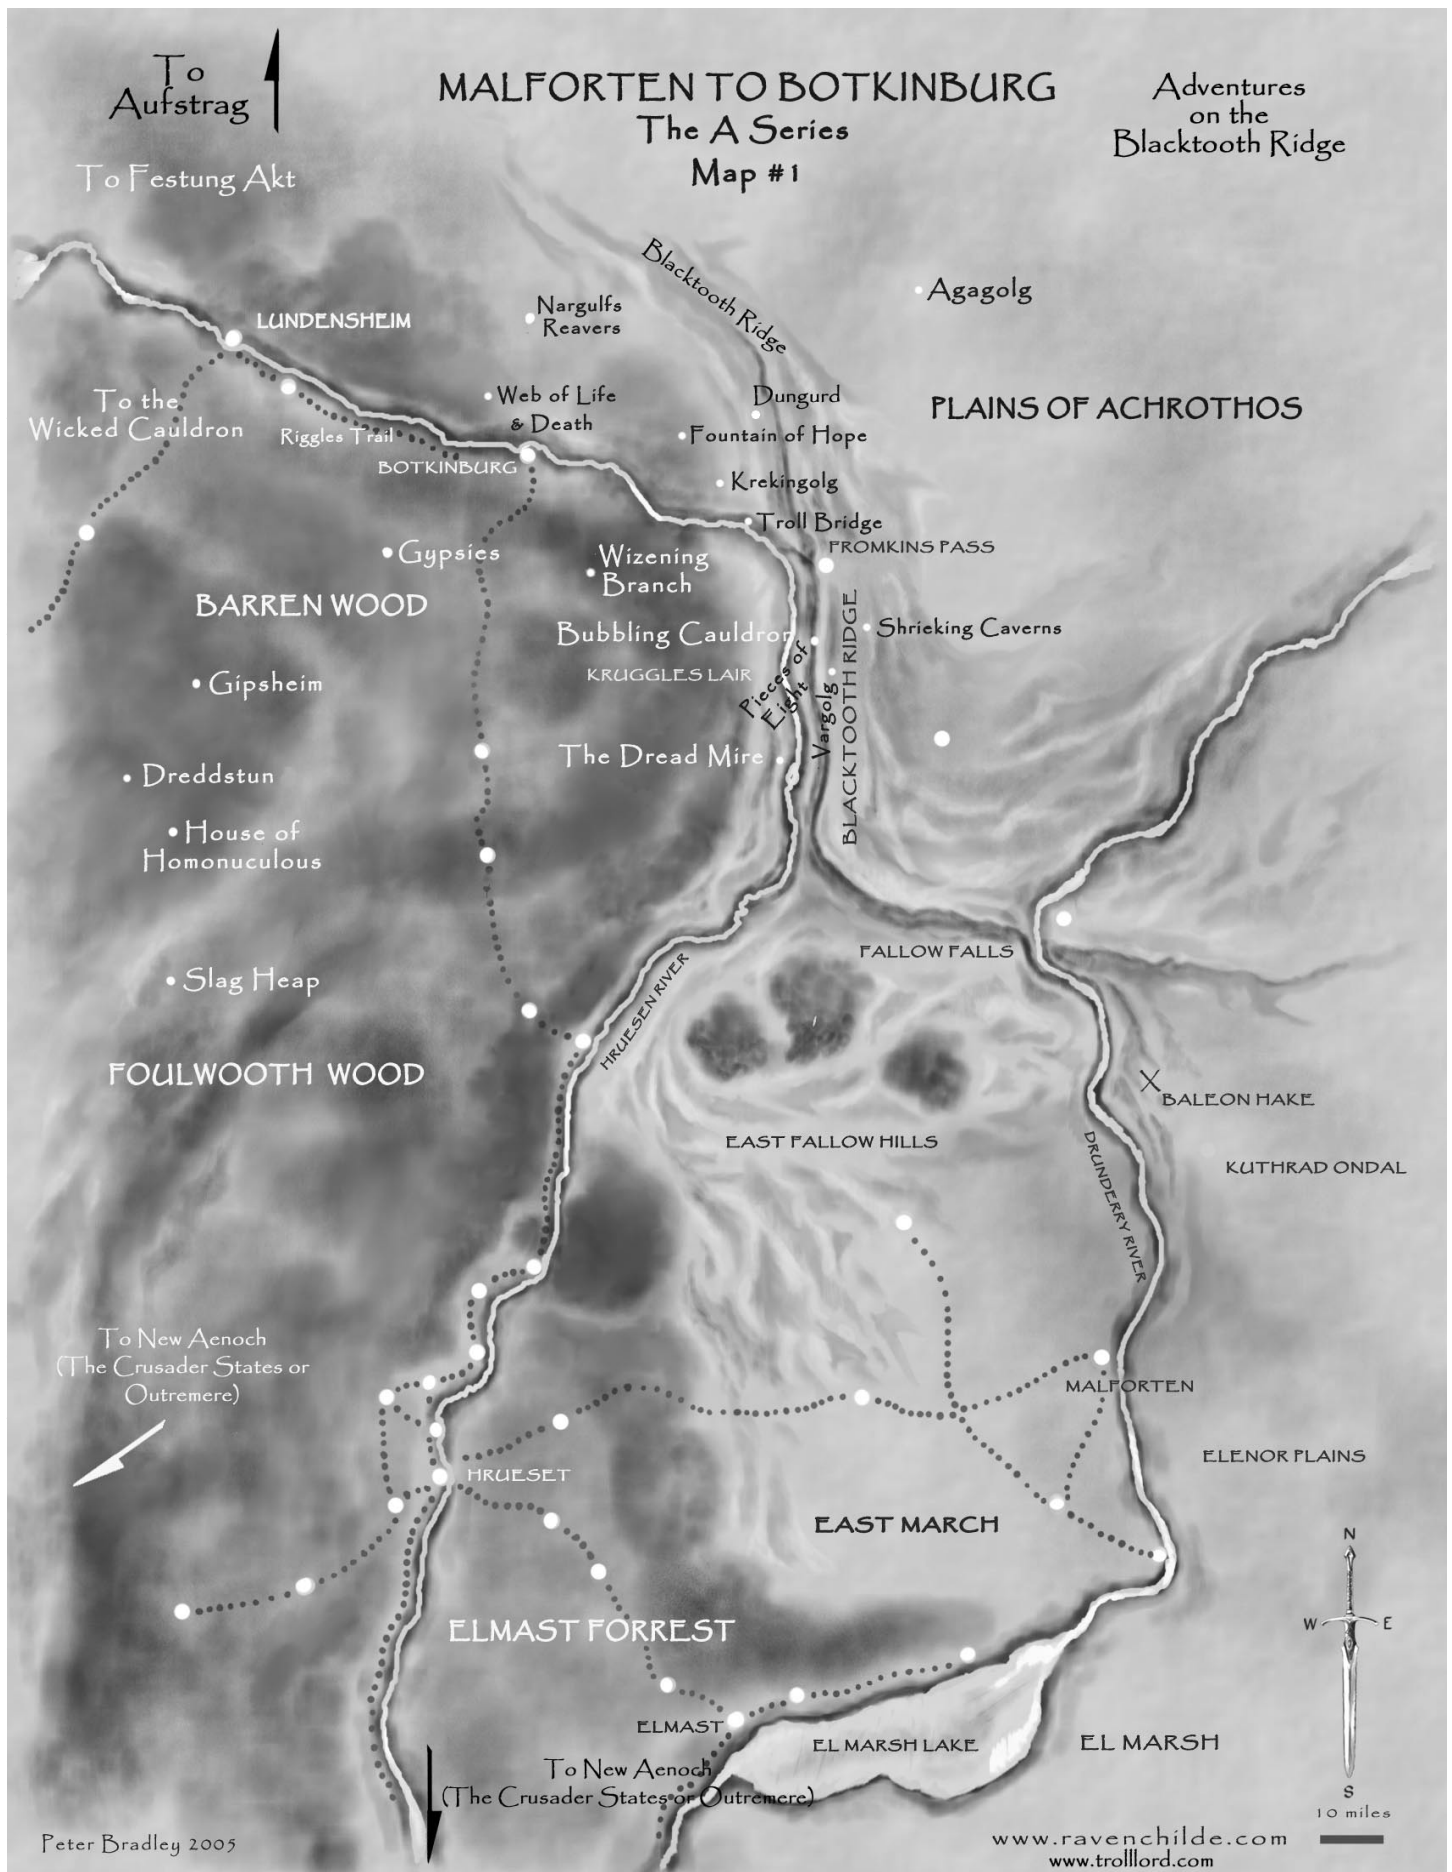 To
Aufstrag
To Festung Akt
MALFORTEN TO BOTKINBURG
The A Series
Map #1
Adventures
on the
Blacktooth Ridge
Blacktooth Ridge
Agagolg
LUNDENSHEIM
Nargulfs
Reavers
To the
Wicked Cauldron
Riggles Trail
Web of Life
& Death
BOTKINBURG
Dungurd
Fountain of Hope
PLAINS OF ACHROTHOS
Krekingolg
Troll Bridge
FROMKINS PASS
Gypsies
Wizening
Branch
BARREN WOOD
Bubbling Cauldron
Shrieking Caverns
KRUGGLES LAIR
Pieces of
Eight
Vargolg
BLACKTOOTH RIDGE
Gipsheim
The Dread Mire
Dreddstun
House of
Homonuculous
FALLOW FALLS
Slag Heap
HRUESEN RIVER
FOULWOOTH WOOD
X
BALEON HAKE
EAST FALLOW HILLS
DRUNDERRY RIVER
KUTHRAD ONDAL
To New Aenoch
(The Crusader States or
Outremere)
MALFORTEN
HRUESET
ELENOR PLAINS
EAST MARCH
N
W E
S
ELMAST FORREST
ELMAST
EL MARSH LAKE
EL MARSH
To New Aenoch
(The Crusader States or Outremere)
10 miles
Peter Bradley 2005
www.ravenchilde.com
www.trolllord.com